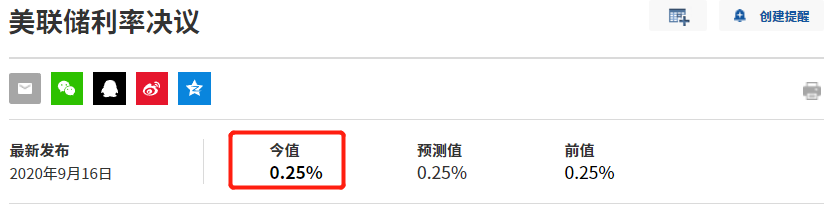 美联储利率决议
创建提醒
最新发布
2020年9月16日
今值
0.25%
预测值
0.25%
前值
0.25%